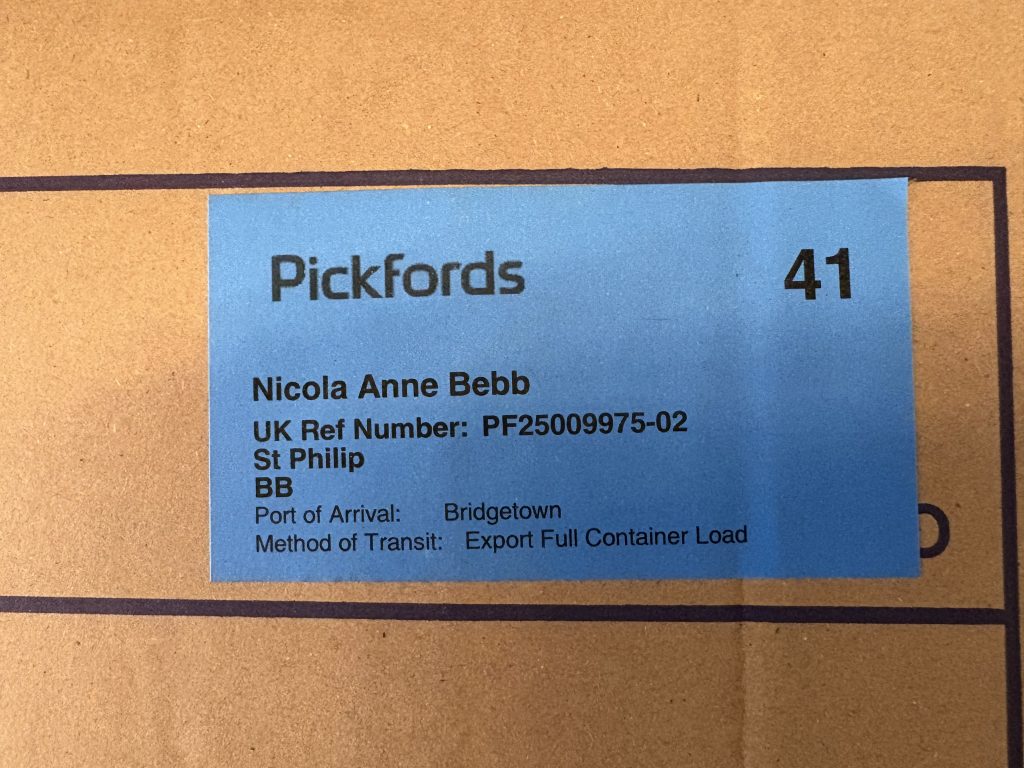 Pickfords 41
Nicola Anne Bebb
UK Ref Number: PF25009975-02
St Philip
BB
Port of Arrival: Bridgetown
Method of Transit: Export Full Container Load